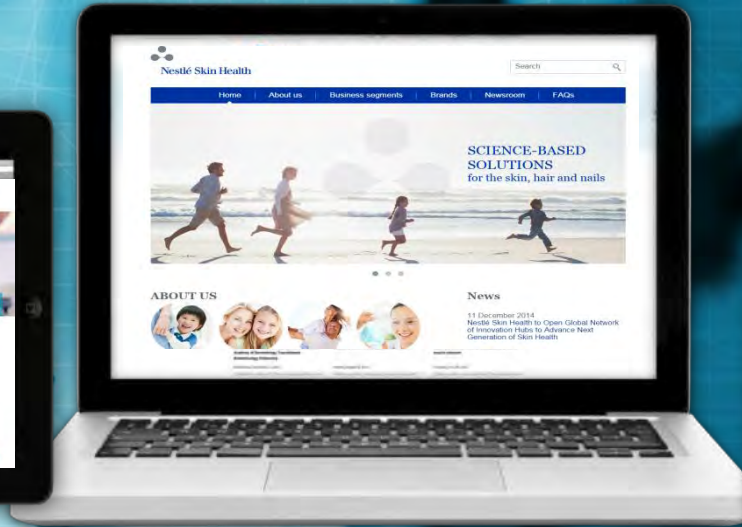 Nestlé Skin Health
Search
Home | About us | Business segments | Brands | Newsroom | FAQs
SCIENCE-BASED
SOLUTIONS
for the skin, hair and nails
ABOUT US
News
11 December 2014
Nestlé Skin Health to Open Global Network
of Innovation Hubs to Advance Next
Generation of Skin Health